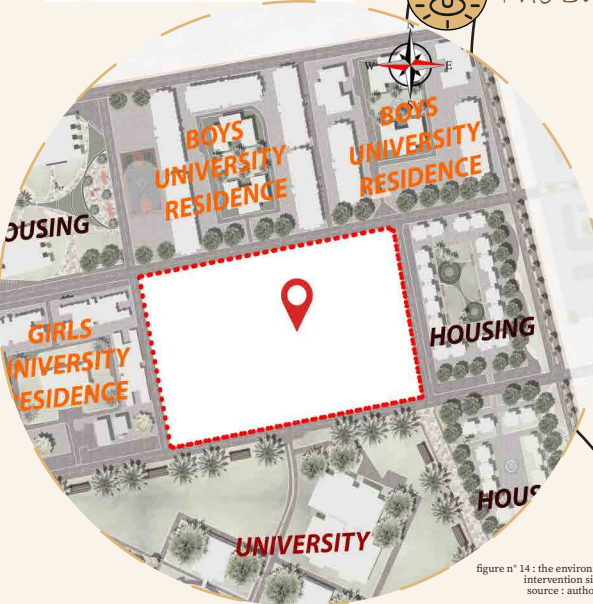 N
W
E
BOYS
UNIVERSITY
RESIDENCE
BOYS
UNIVERSITY
RESIDENCE
OUSING
GIRLS
NIVERSITY
ESIDENCE
HOUSING
HOUS
UNIVERSITY
figure n° 14 : the environ
intervention si
source : autho